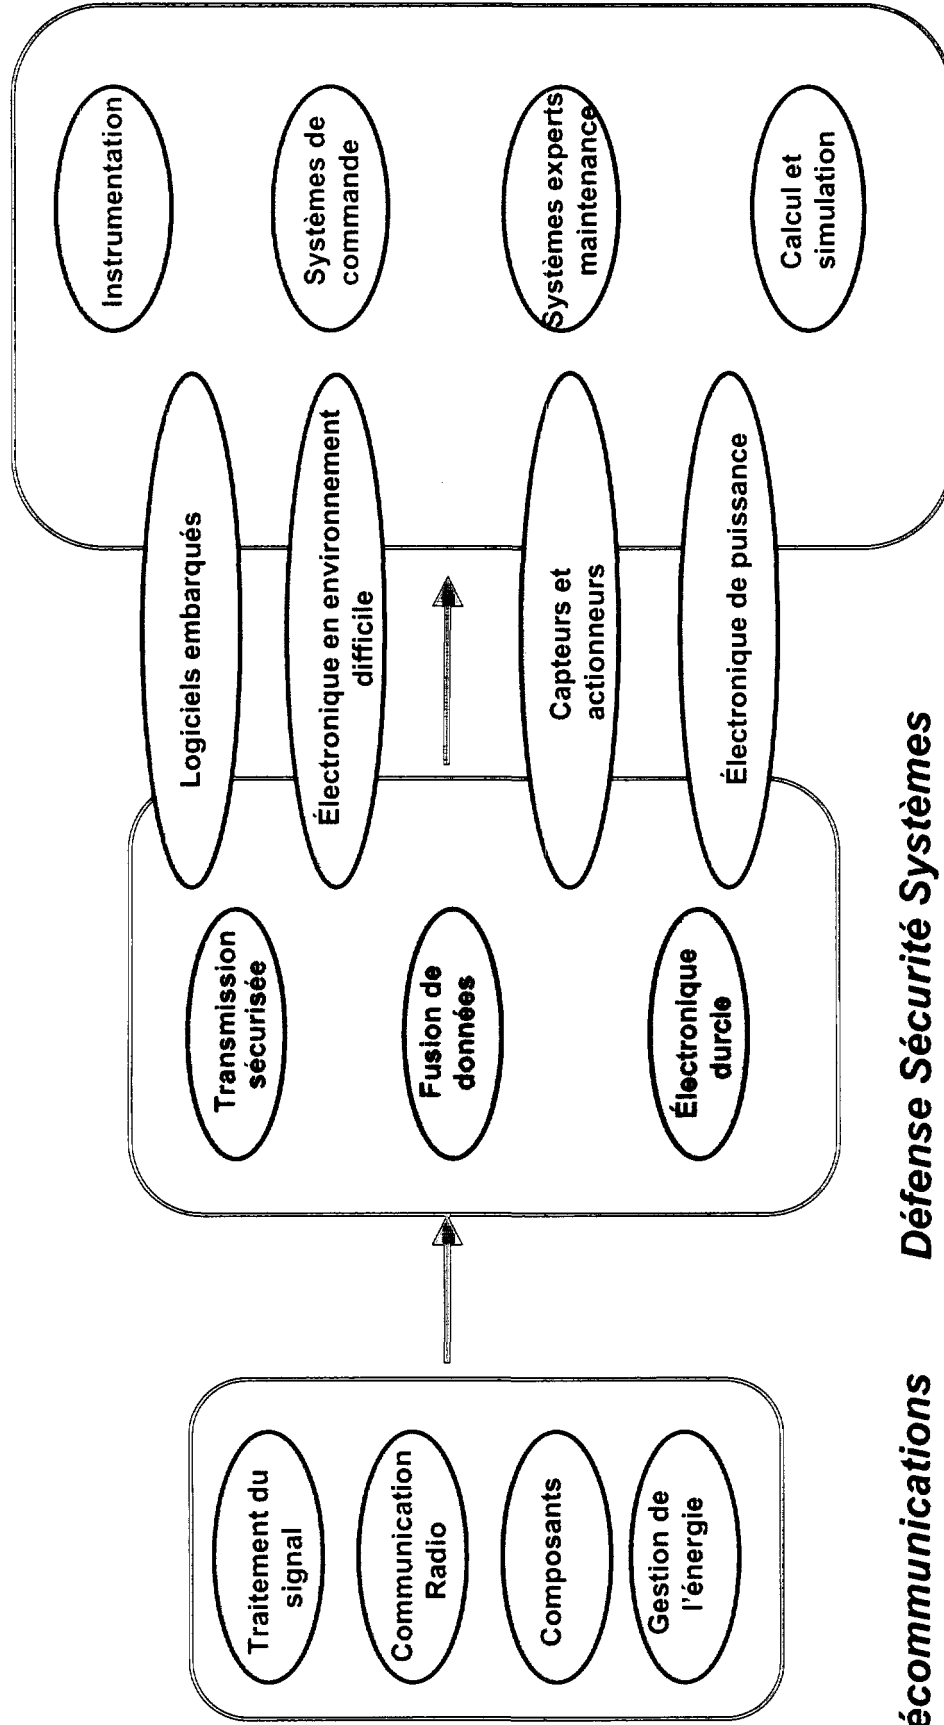 Traitement du
signal
Communication
Radio
Composants
Gestion de
l'énergie
Transmission
sécurisée
Fusion de
données
Électronique
durcie
Logiciels embarqués
Électronique en environnement
difficile
Capteurs et
actionneurs
Électronique de puissance
Instrumentation
Systèmes de
commande
Systèmes experts
maintenance
Calcul et
simulation
écommunications
Défense Sécurité Systèmes